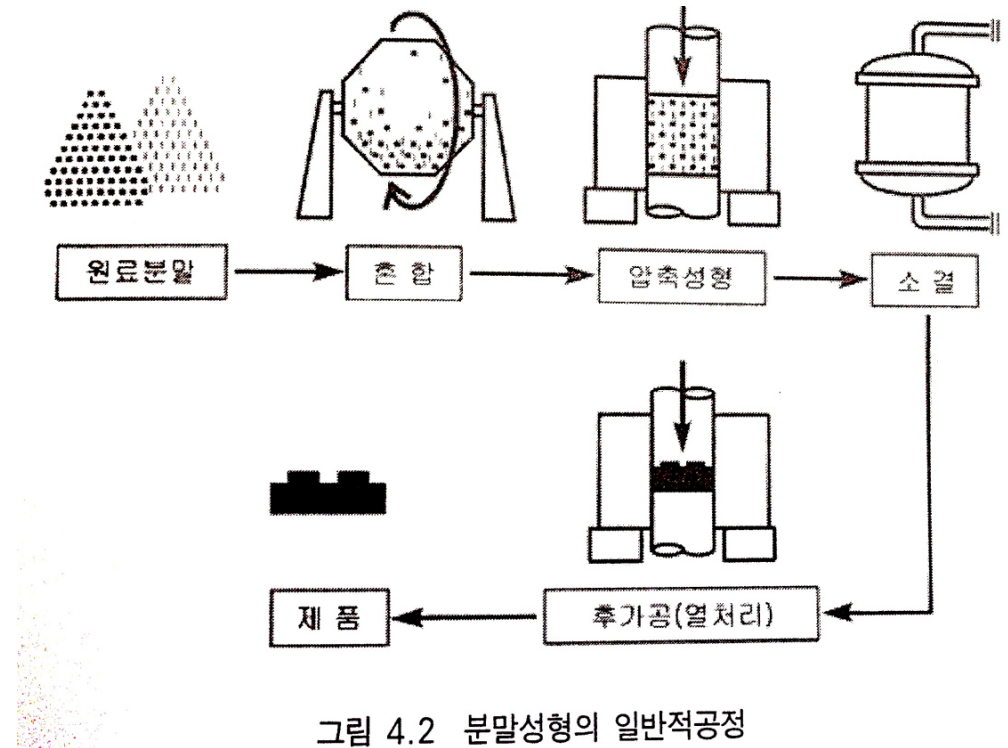 원료분말
혼 합
압축성형
소 결
제 품
후가공(열처리)
그림 4.2 분말성형의 일반적공정